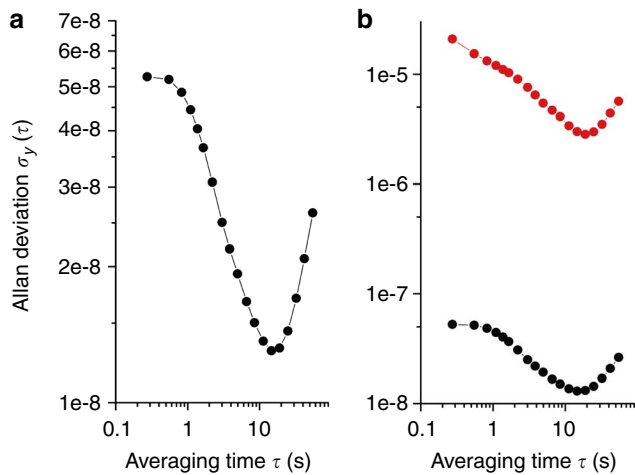 a
b
Allan deviation σy (τ)
7e-8
6e-8
5e-8
4e-8
3e-8
2e-8
1e-8
0.1
1
10
Averaging time τ (s)
1e-5
1e-6
1e-7
1e-8
0.1
1
10
Averaging time τ (s)